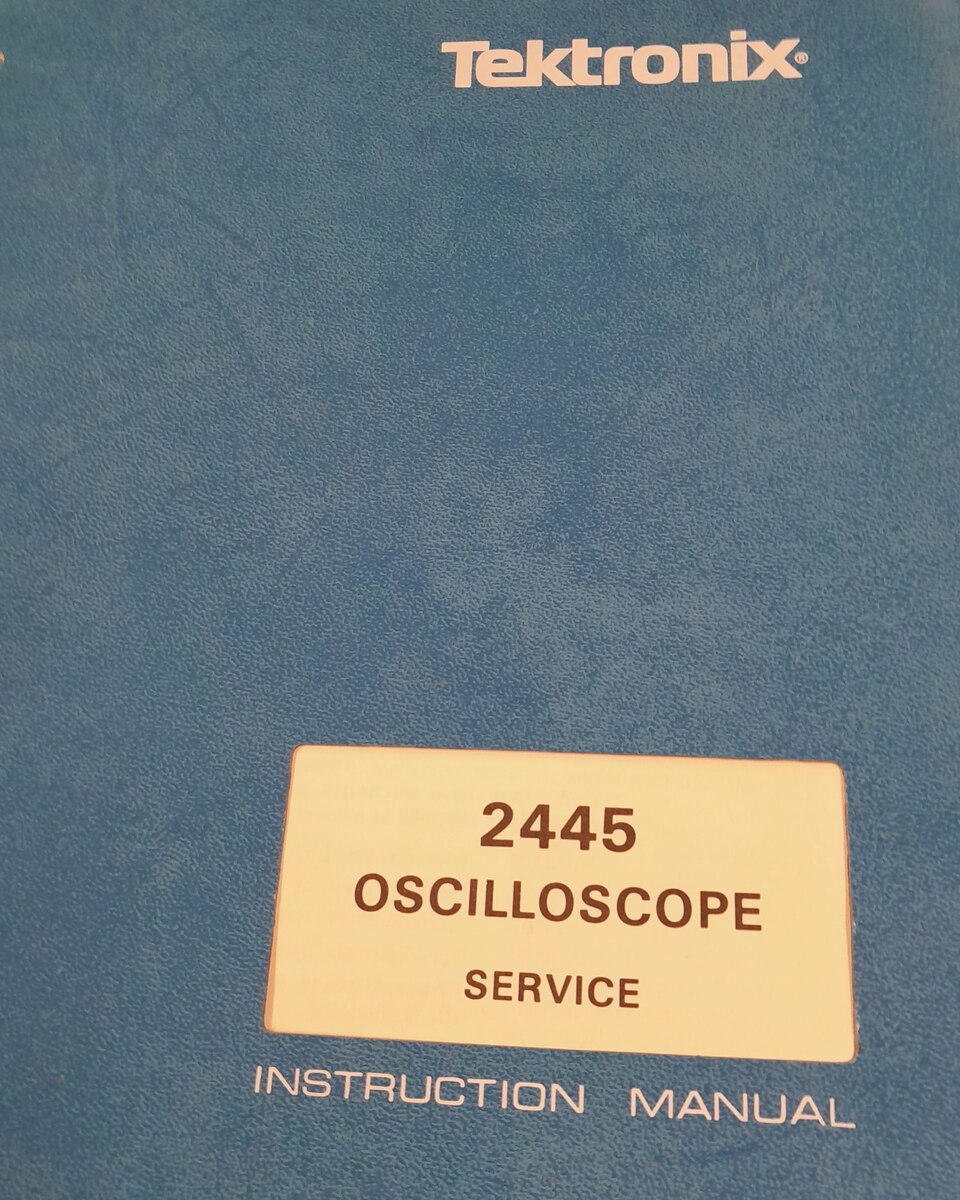 Tektronix®
2445
OSCILLOSCOPE
SERVICE
INSTRUCTION MANUAL